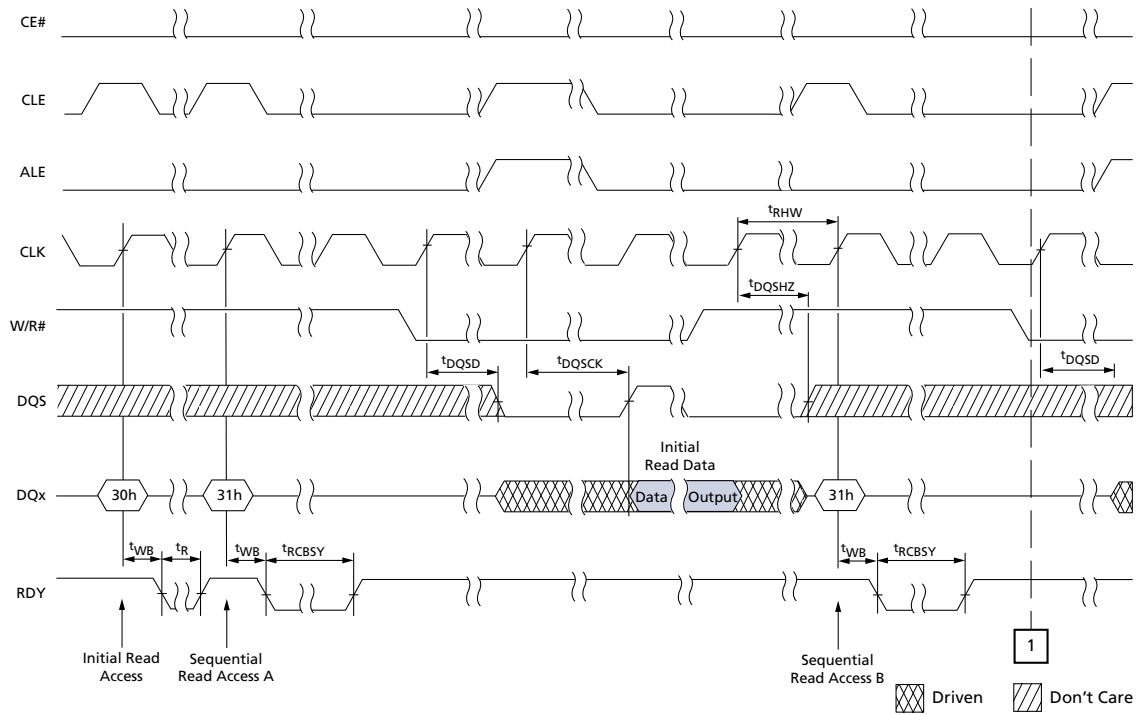 CE#
CLE
ALE
tRHW
CLK
tDQSHZ
W/R#
tDQSD
tDQSCK
tDQSD
DQS
Initial
Read Data
DQx
30h
31h
Data
Output
31h
tWB
tR
tWB
tRCBSY
tWB
tRCBSY
RDY
Initial Read
Access
Sequential
Read Access A
Sequential
Read Access B
1
Driven
Don't Care